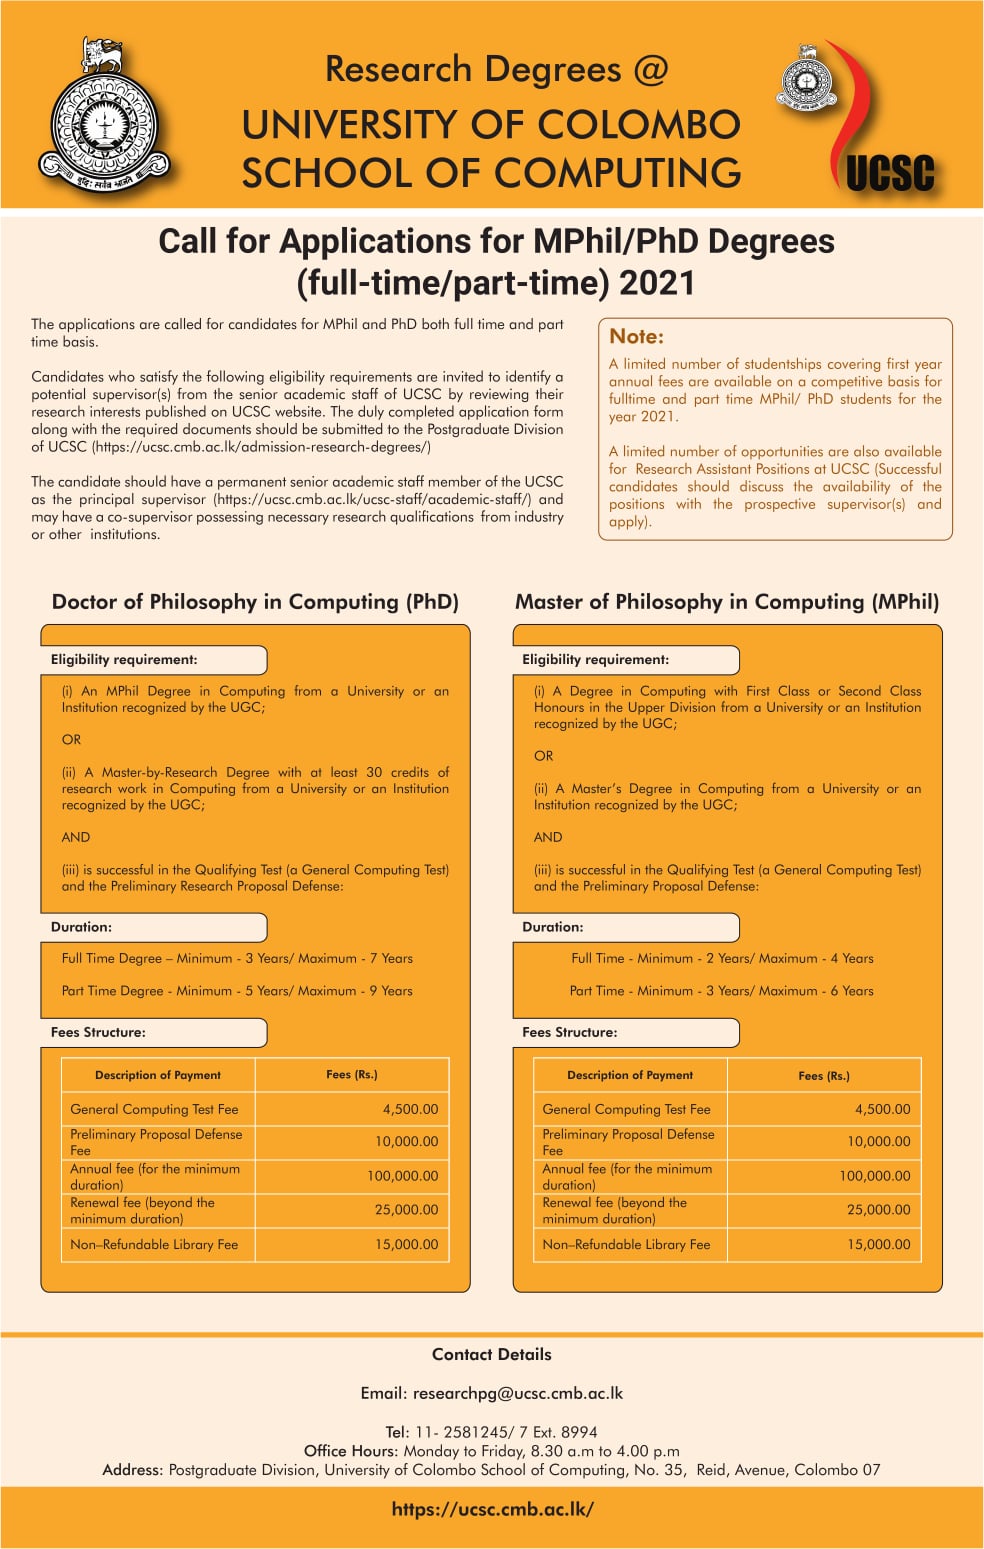 Research Degrees @
UNIVERSITY OF COLOMBO
SCHOOL OF COMPUTING
बुद्धि: सर्वत्र भ्राजते
UCSC
Call for Applications for MPhil/PhD Degrees
(full-time/part-time) 2021
The applications are called for candidates for MPhil and PhD both full time and part
time basis.
Candidates who satisfy the following eligibility requirements are invited to identify a
potential supervisor(s) from the senior academic staff of UCSC by reviewing their
research interests published on UCSC website. The duly completed application form
along with the required documents should be submitted to the Postgraduate Division
of UCSC (https://ucsc.cmb.ac.lk/admission-research-degrees/)
The candidate should have a permanent senior academic staff member of the UCSC
as the principal supervisor (https://ucsc.cmb.ac.lk/ucsc-staff/academic-staff/) and
may have a co-supervisor possessing necessary research qualifications from industry
or other institutions.
Note:
A limited number of studentships covering first year
annual fees are available on a competitive basis for
fulltime and part time MPhil/ PhD students for the
year 2021.
A limited number of opportunities are also available
for Research Assistant Positions at UCSC (Successful
candidates should discuss the availability of the
positions with the prospective supervisor(s) and
apply).
Doctor of Philosophy in Computing (PhD)
Eligibility requirement:
(i) An MPhil Degree in Computing from a University or an
Institution recognized by the UGC;
OR
(ii) A Master-by-Research Degree with at least 30 credits of
research work in Computing from a University or an Institution
recognized by the UGC;
AND
(iii) is successful in the Qualifying Test (a General Computing Test)
and the Preliminary Research Proposal Defense:
Duration:
Full Time Degree – Minimum - 3 Years/ Maximum - 7 Years
Part Time Degree - Minimum - 5 Years/ Maximum - 9 Years
Fees Structure:
Description of Payment Fees (Rs.)
General Computing Test Fee 4,500.00
Preliminary Proposal Defense
Fee 10,000.00
Annual fee (for the minimum
duration) 100,000.00
Renewal fee (beyond the
minimum duration) 25,000.00
Non–Refundable Library Fee 15,000.00
Master of Philosophy in Computing (MPhil)
Eligibility requirement:
(i) A Degree in Computing with First Class or Second Class
Honours in the Upper Division from a University or an Institution
recognized by the UGC;
OR
(ii) A Master’s Degree in Computing from a University or an
Institution recognized by the UGC;
AND
(iii) is successful in the Qualifying Test (a General Computing Test)
and the Preliminary Proposal Defense:
Duration:
Full Time - Minimum - 2 Years/ Maximum - 4 Years
Part Time - Minimum - 3 Years/ Maximum - 6 Years
Fees Structure:
Description of Payment Fees (Rs.)
General Computing Test Fee 4,500.00
Preliminary Proposal Defense
Fee 10,000.00
Annual fee (for the minimum
duration) 100,000.00
Renewal fee (beyond the
minimum duration) 25,000.00
Non–Refundable Library Fee 15,000.00
Contact Details
Email: researchpg@ucsc.cmb.ac.lk
Tel: 11- 2581245/ 7 Ext. 8994
Office Hours: Monday to Friday, 8.30 a.m to 4.00 p.m
Address: Postgraduate Division, University of Colombo School of Computing, No. 35, Reid, Avenue, Colombo 07
https://ucsc.cmb.ac.lk/